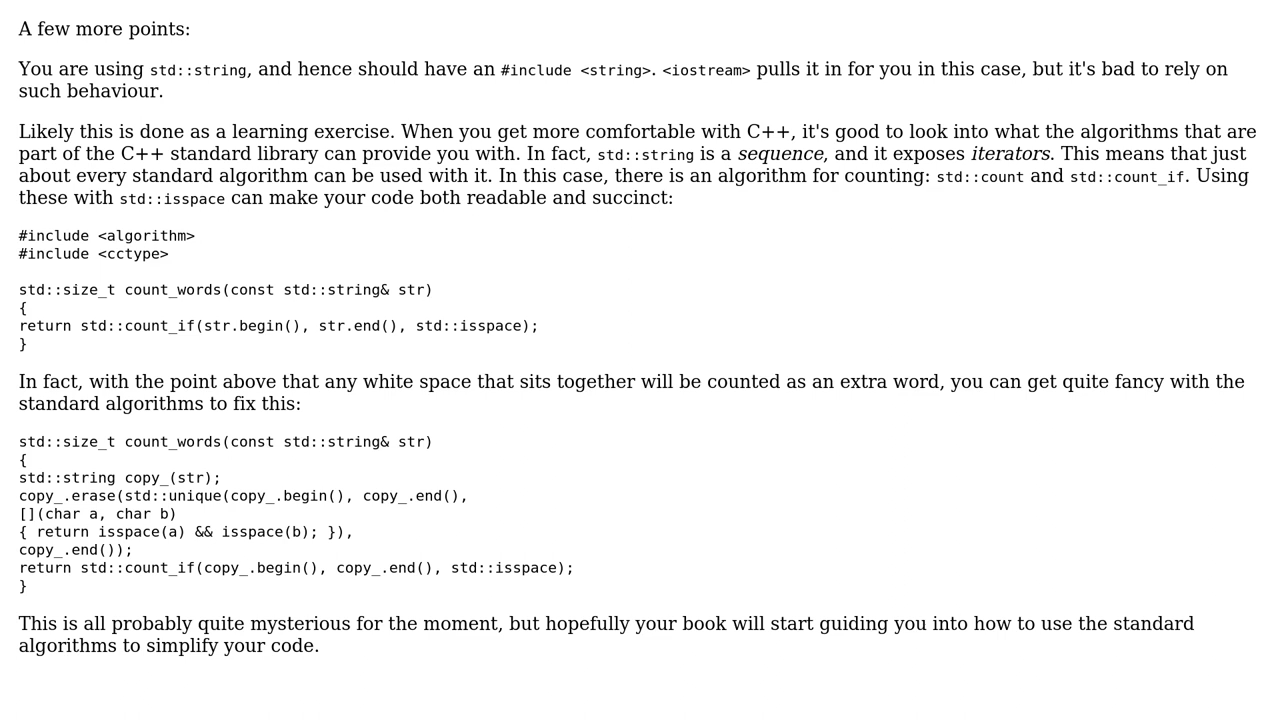 A few more points:
You are using std::string, and hence should have an #include <string>. <iostream> pulls it in for you in this case, but it's bad to rely on
such behaviour.
Likely this is done as a learning exercise. When you get more comfortable with C++, it's good to look into what the algorithms that are
part of the C++ standard library can provide you with. In fact, std::string is a sequence, and it exposes iterators. This means that just
about every standard algorithm can be used with it. In this case, there is an algorithm for counting: std::count and std::count_if. Using
these with std::isspace can make your code both readable and succinct:
#include <algorithm>
#include <cctype>
std::size_t count_words(const std::string& str)
{
return std::count_if(str.begin(), str.end(), std::isspace);
}
In fact, with the point above that any white space that sits together will be counted as an extra word, you can get quite fancy with the
standard algorithms to fix this:
std::size_t count_words(const std::string& str)
{
std::string copy_(str);
copy_.erase(std::unique(copy_.begin(), copy_.end(),
[](char a, char b)
{ return isspace(a) && isspace(b); }),
copy_.end());
return std::count_if(copy_.begin(), copy_.end(), std::isspace);
}
This is all probably quite mysterious for the moment, but hopefully your book will start guiding you into how to use the standard
algorithms to simplify your code.